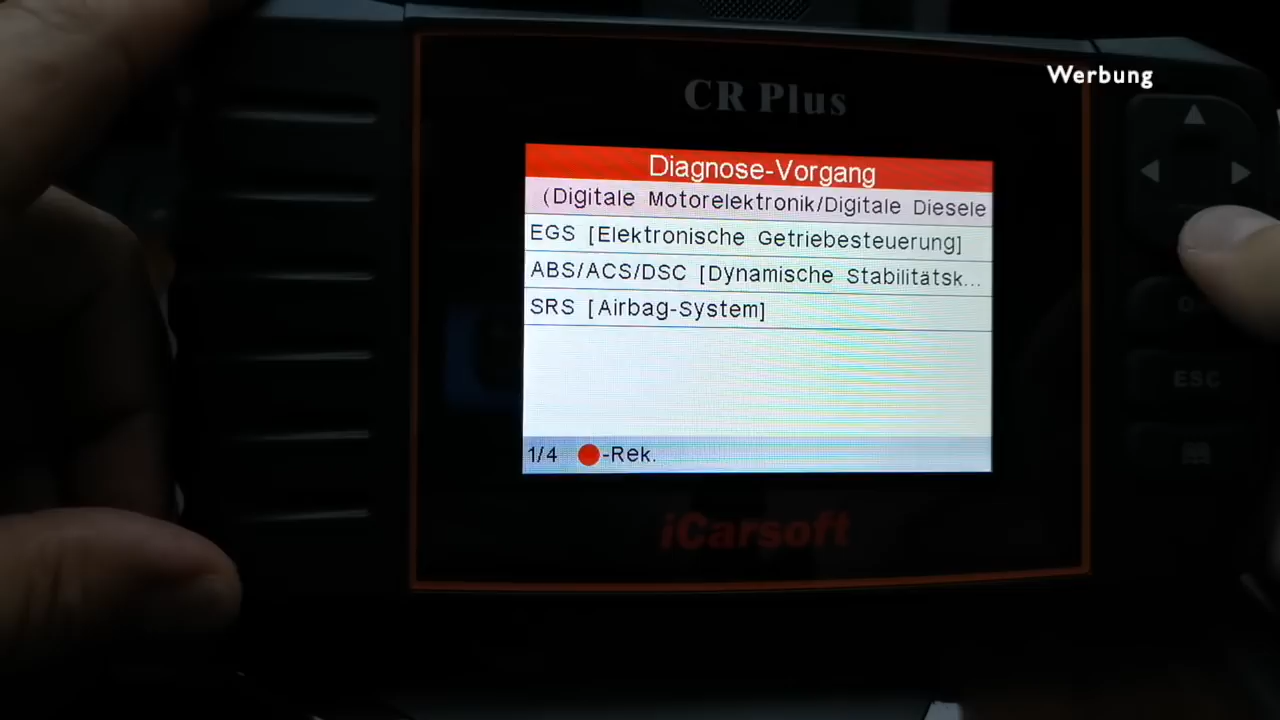 Werbung
CR Plus
Diagnose-Vorgang
(Digitale Motorelektronik/Digitale Diesele
EGS [Elektronische Getriebesteuerung]
ABS/ACS/DSC [Dynamische Stabilitätsk...
SRS [Airbag-System]
1/4 -Rek.
ESC
iCarsoft